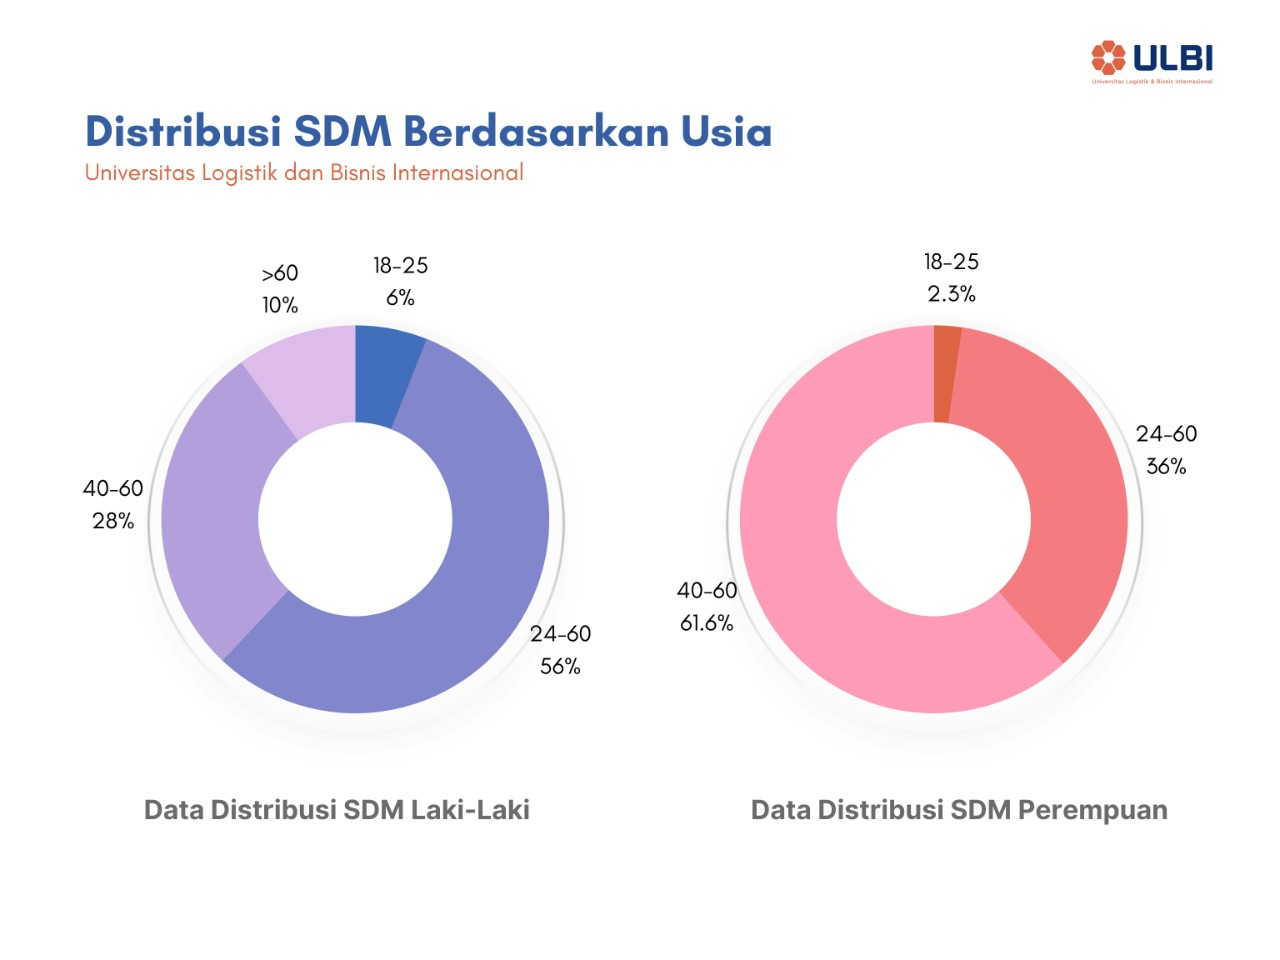 ULBI
Universitas Logistik & Bisnis Internasional
Distribusi SDM Berdasarkan Usia
Universitas Logistik dan Bisnis Internasional
>60
10%
18-25
6%
40-60
28%
24-60
56%
Data Distribusi SDM Laki-Laki
18-25
2.3%
24-60
36%
40-60
61.6%
Data Distribusi SDM Perempuan